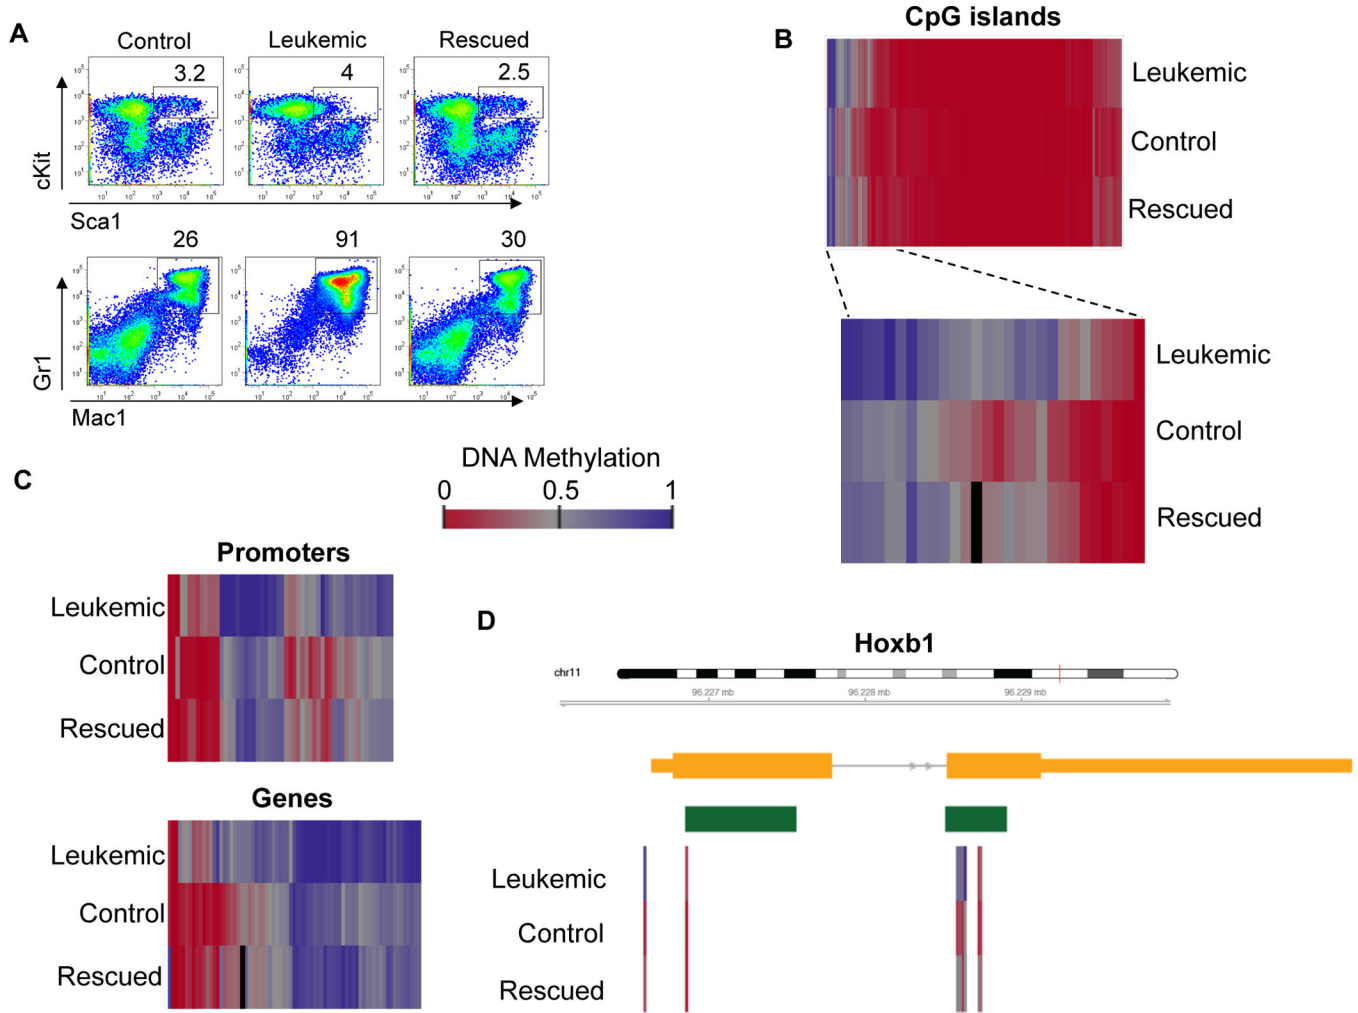 A
Control
Leukemic
Rescued
3.2
4
2.5
cKit
Sca1
26
91
30
Gr1
Mac1
B
CpG islands
Leukemic
Control
Rescued
Leukemic
Control
Rescued
DNA Methylation
0 0.5 1
C
Promoters
Leukemic
Control
Rescued
Genes
Leukemic
Control
Rescued
D
Hoxb1
chr11
96.227 mb 96.228 mb 96.229 mb
Leukemic
Control
Rescued